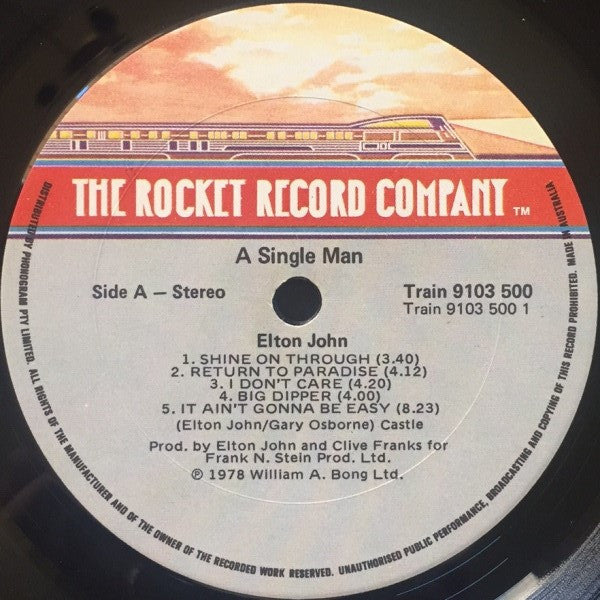 THE ROCKET RECORD COMPANY TM
A Single Man
Side A — Stereo
Train 9103 500
Train 9103 500 1
Elton John
1. SHINE ON THROUGH (3.40)
2. RETURN TO PARADISE (4.12)
3. I DON'T CARE (4.20)
4. BIG DIPPER (4.00)
5. IT AIN'T GONNA BE EASY (8.23)
(Elton John/Gary Osborne) Castle
Prod. by Elton John and Clive Franks for
Frank N. Stein Prod. Ltd.
℗ 1978 William A. Bong Ltd.
DISTRIBUTED BY PHONOGRAM PTY LIMITED. ALL RIGHTS OF THE MANUFACTURER AND OF THE OWNER OF THE RECORDED WORK RESERVED. UNAUTHORISED PUBLIC PERFORMANCE, BROADCASTING AND COPYING OF THIS RECORD PROHIBITED. MADE IN AUSTRALIA